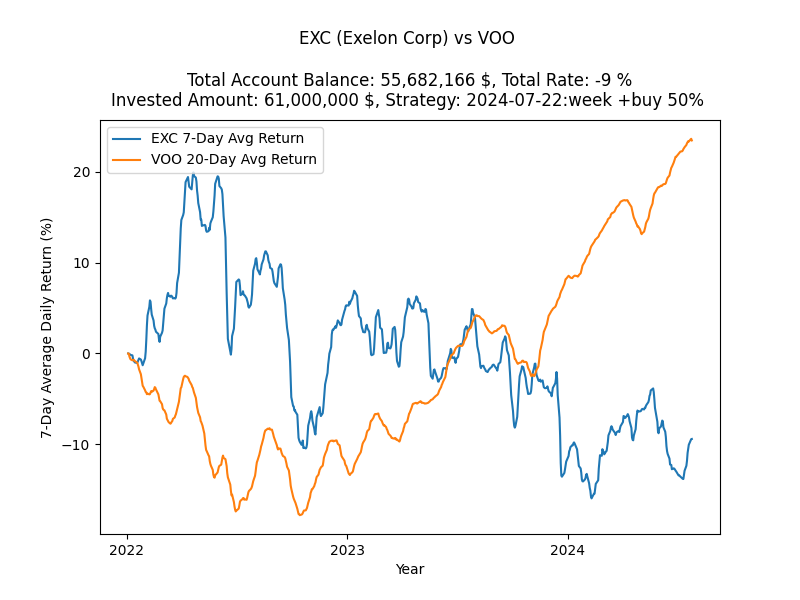 EXC (Exelon Corp) vs VOO
Total Account Balance: 55,682,166 $, Total Rate: -9 %
Invested Amount: 61,000,000 $, Strategy: 2024-07-22:week +buy 50%
EXC 7-Day Avg Return
VOO 20-Day Avg Return
7-Day Average Daily Return (%)
20
10
0
−10
2022
2023
2024
Year